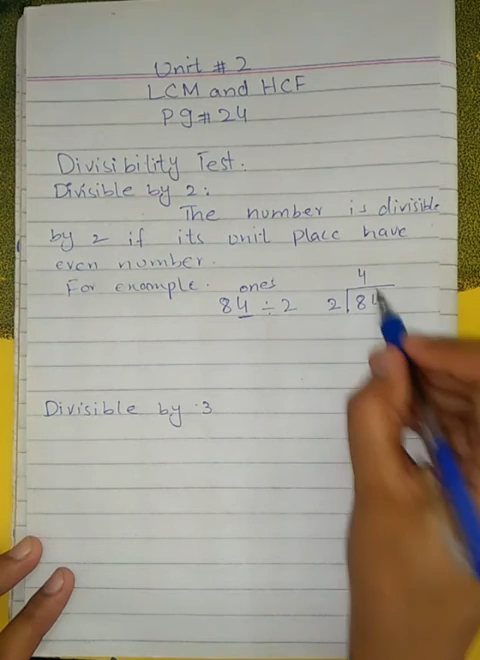 Unit # 2
LCM and HCF
Pg # 24
Divisibility Test.
Divisible by 2:
The number is divisible
by 2 if its unit place have
even number.
For example. ones
4
84 ÷ 2 2 84
Divisible by 3